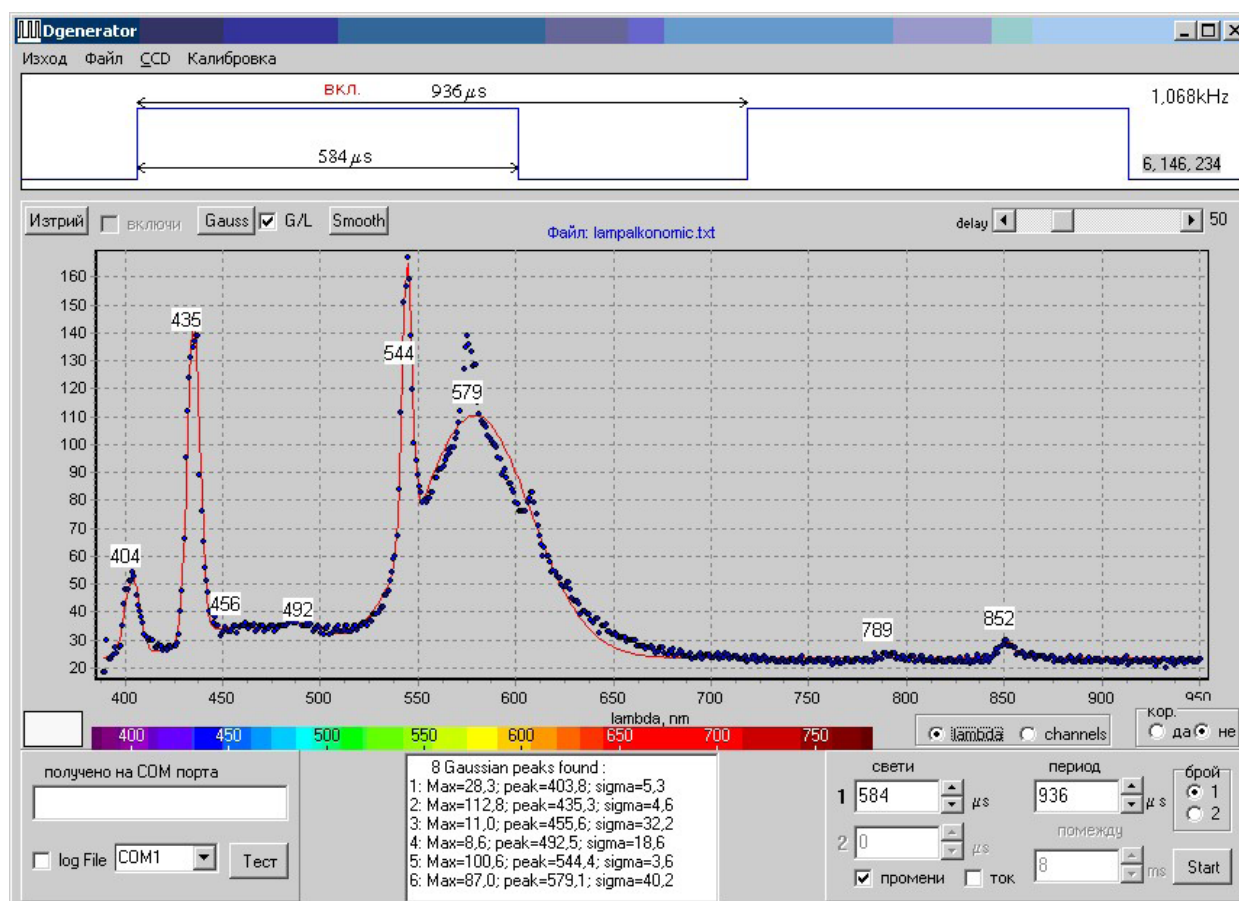 Dgenerator
Изход Файл CCD Калибровка
вкл. 936 μs 1,068kHz
584 μs 6, 146, 234
Изтрий включи Gauss G/L Smooth Файл: lampalkonomic.txt delay 50
160
150
140
130
120
110
100
90
80
70
60
50
40
30
20
404
435
456
492
544
579
789
852
400 450 500 550 600 650 700 750 800 850 900 950
lambda, nm
400 450 500 550 600 650 700 750
lambda channels
кор.
да не
получено на COM порта
log File COM1 Тест
8 Gaussian peaks found :
1: Max=28,3; peak=403,8; sigma=5,3
2: Max=112,8; peak=435,3; sigma=4,6
3: Max=11,0; peak=455,6; sigma=32,2
4: Max=8,6; peak=492,5; sigma=18,6
5: Max=100,6; peak=544,4; sigma=3,6
6: Max=87,0; peak=579,1; sigma=40,2
свети период брой
1 584 μs 936 μs 1
2
2 0 μs помежду
8 ms Start
промени ток